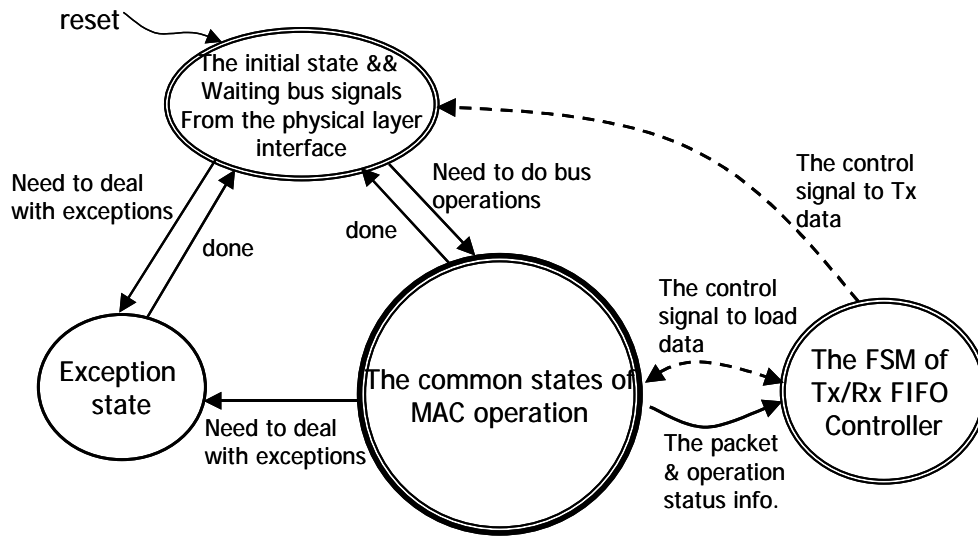 reset
The initial state &&
Waiting bus signals
From the physical layer
interface
Need to deal
with exceptions
done
done
Need to do bus
operations
The control
signal to Tx
data
The control
signal to load
data
Exception
state
The common states of
MAC operation
The FSM of
Tx/Rx FIFO
Controller
Need to deal
with exceptions
The packet
& operation
status info.